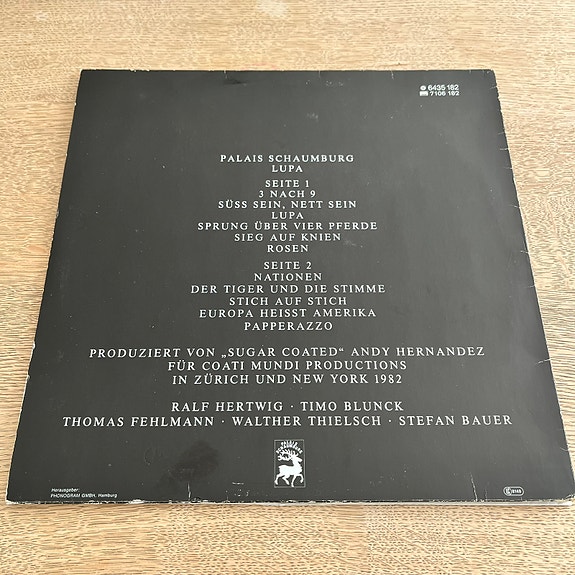 6435 182
7106 182
PALAIS SCHAUMBURG
LUPA
SEITE 1
3 NACH 9
SÜSS SEIN, NETT SEIN
LUPA
SPRUNG ÜBER VIER PFERDE
SIEG AUF KNIEN
ROSEN
SEITE 2
NATIONEN
DER TIGER UND DIE STIMME
STICH AUF STICH
EUROPA HEISST AMERIKA
PAPPERAZZO
PRODUZIERT VON „SUGAR COATED“ ANDY HERNANDEZ
FÜR COATI MUNDI PRODUCTIONS
IN ZÜRICH UND NEW YORK 1982
RALF HERTWIG · TIMO BLUNCK
THOMAS FEHLMANN · WALTHER THIELSCH · STEFAN BAUER
PALAIS SCHAUMBURG
Herausgeber:
PHONOGRAM GMBH, Hamburg